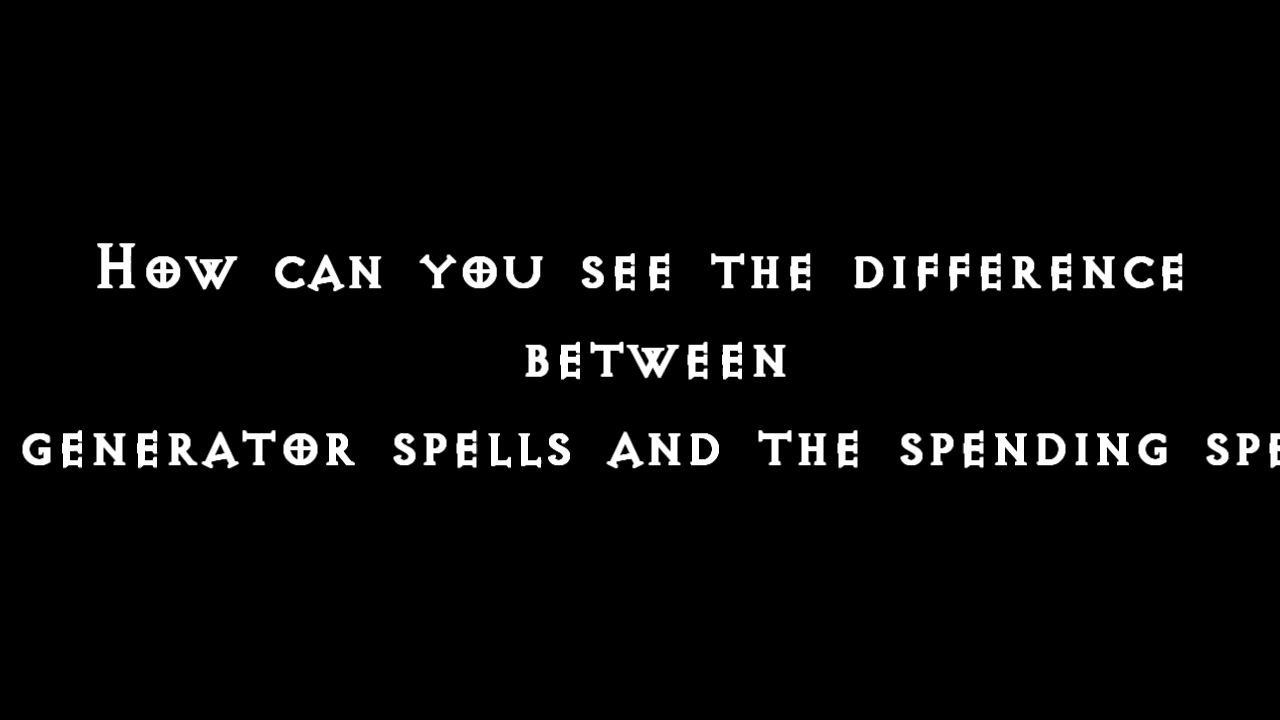 How can you see the difference
between
generator spells and the spending spe